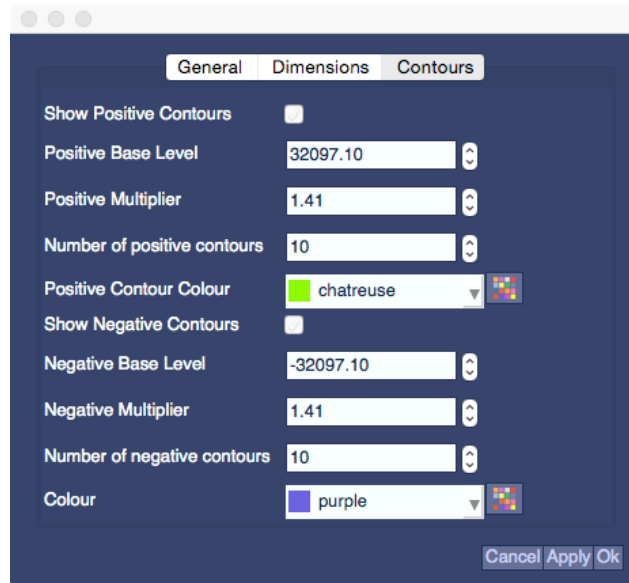 General Dimensions Contours
Show Positive Contours
Positive Base Level 32097.10
Positive Multiplier 1.41
Number of positive contours 10
Positive Contour Colour chatreuse
Show Negative Contours
Negative Base Level -32097.10
Negative Multiplier 1.41
Number of negative contours 10
Colour purple
Cancel Apply Ok